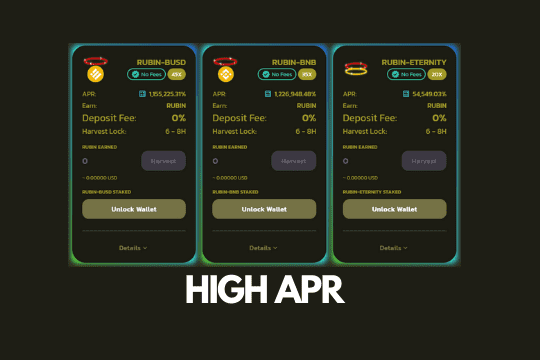 RUBIN-BUSD
No Fees 45X
APR: 1,155,225.31%
Earn: RUBIN
Deposit Fee: 0%
Harvest Lock: 6 - 8H
RUBIN EARNED
0 Harvest
~ 0.00000 USD
RUBIN-BUSD STAKED
Unlock Wallet
Details
RUBIN-BNB
No Fees
APR: 1,226,948.48%
Earn: RUBIN
Deposit Fee: 0%
Harvest Lock: 6 - 8H
RUBIN EARNED
0 Harvest
~ 0.00000 USD
RUBIN-BNB STAKED
Unlock Wallet
Details
RUBIN-ETERNITY
No Fees 20X
APR: 54,549.03%
Earn: RUBIN
Deposit Fee: 0%
Harvest Lock: 6 - 8H
RUBIN EARNED
0 Harvest
~ 0.00000 USD
RUBIN-ETERNITY STAKED
Unlock Wallet
Details
HIGH APR